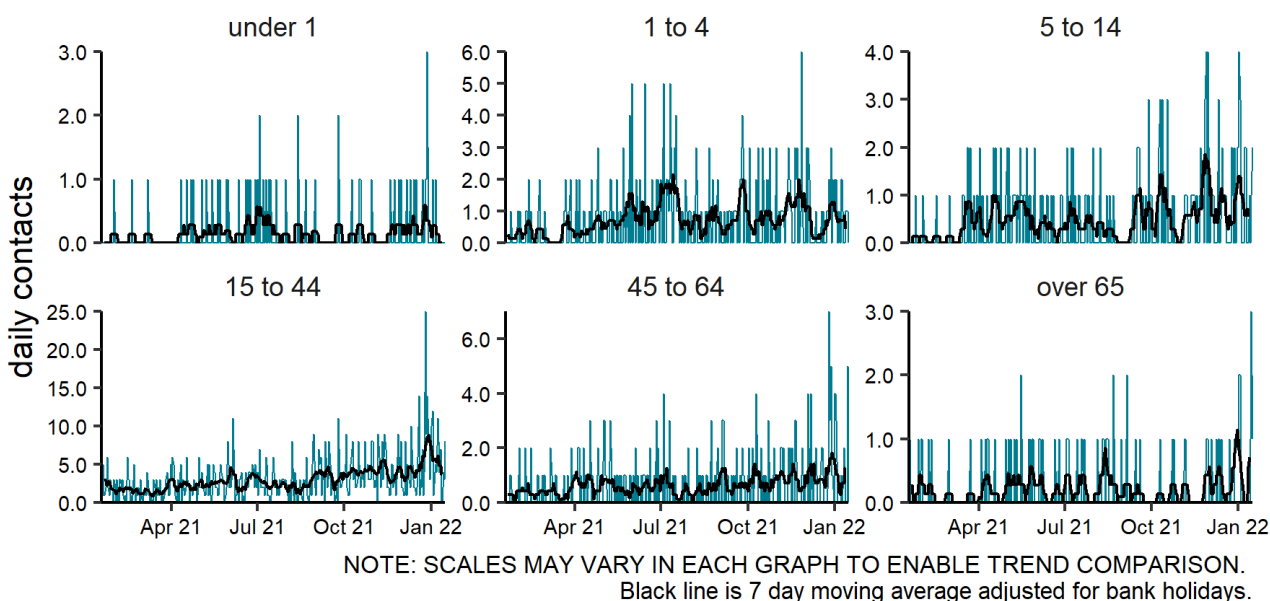 under 1
1 to 4
5 to 14
3.0
2.0
1.0
0.0
6.0
5.0
4.0
3.0
2.0
1.0
0.0
4.0
3.0
2.0
1.0
0.0
daily contacts
15 to 44
45 to 64
over 65
25.0
20.0
15.0
10.0
5.0
0.0
6.0
4.0
2.0
0.0
3.0
2.0
1.0
0.0
Apr 21 Jul 21 Oct 21 Jan 22
Apr 21 Jul 21 Oct 21 Jan 22
Apr 21 Jul 21 Oct 21 Jan 22
NOTE: SCALES MAY VARY IN EACH GRAPH TO ENABLE TREND COMPARISON.
Black line is 7 day moving average adjusted for bank holidays.